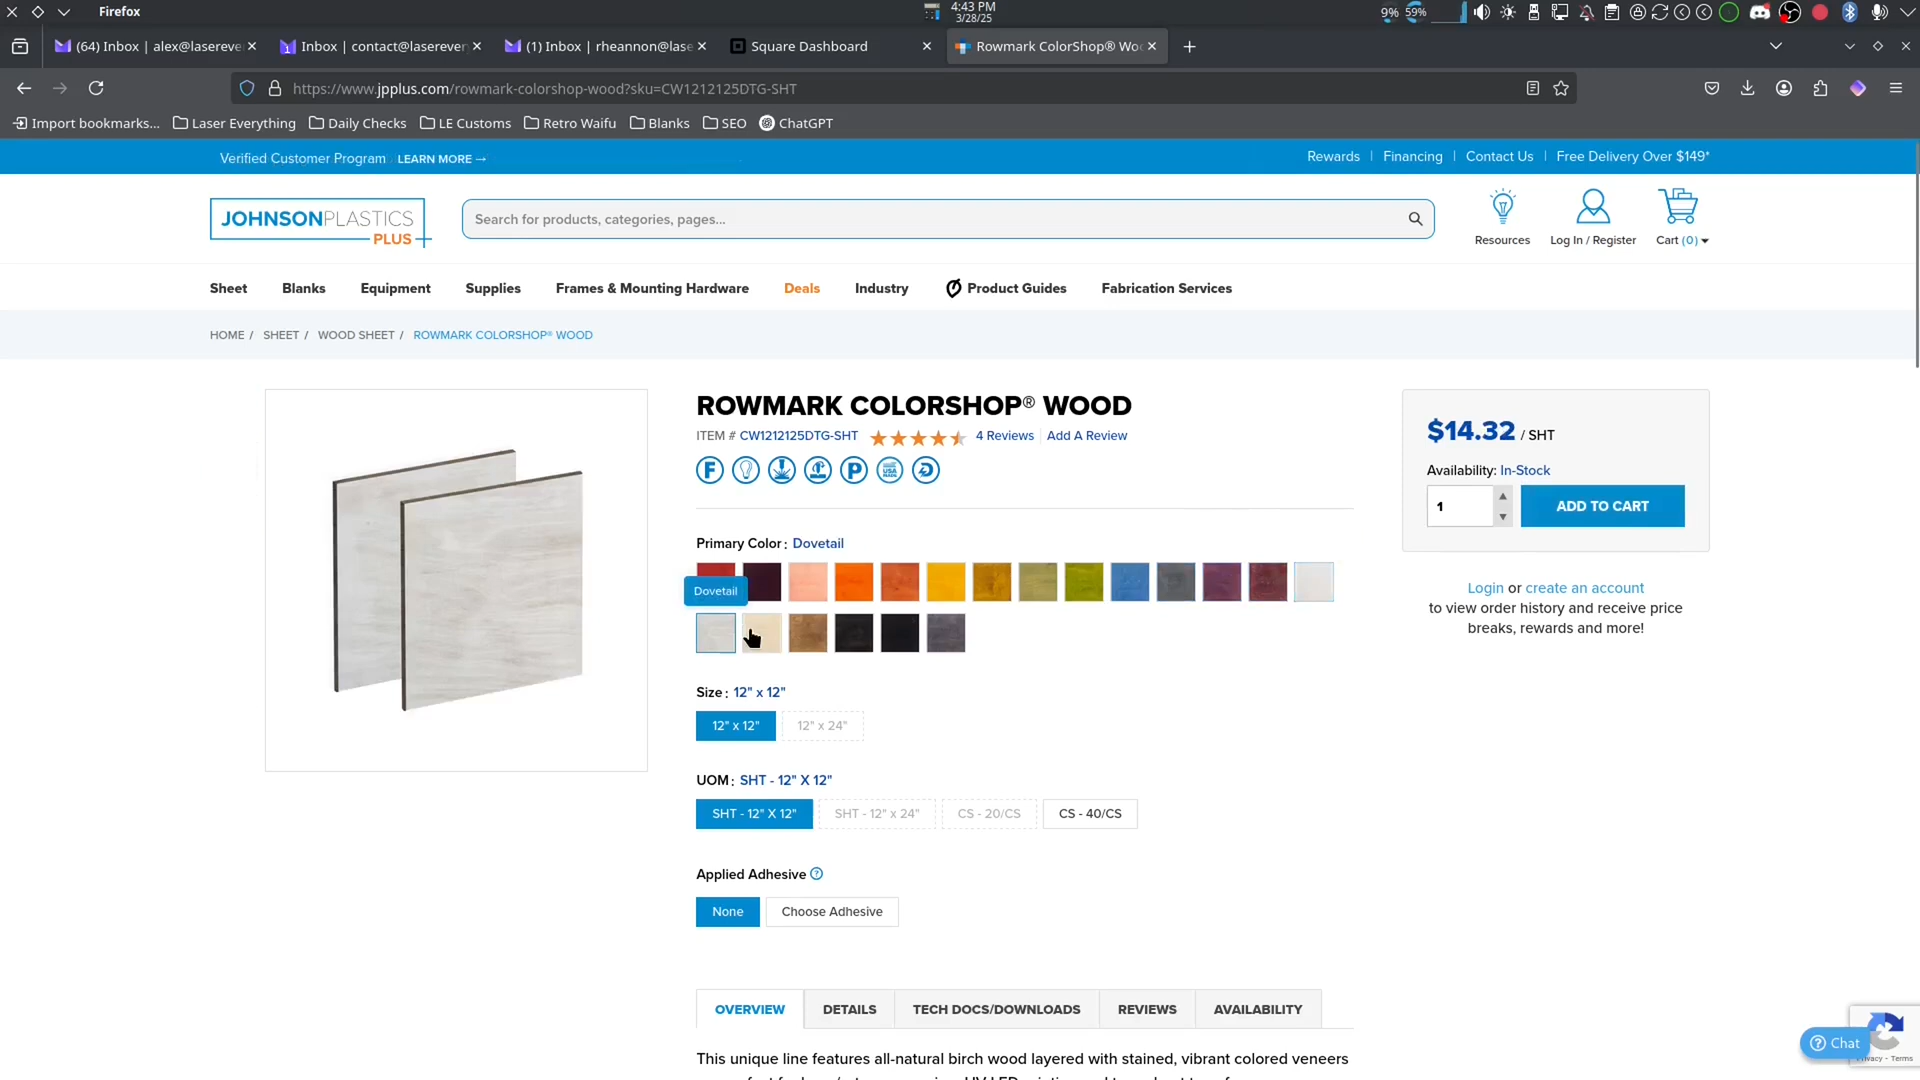 Firefox
4:43 PM
3/28/25
9%
59%
(64) Inbox | alex@lasereve
Inbox | contact@laserever
(1) Inbox | rheannon@lase
Square Dashboard
Rowmark ColorShop® Wo
https://www.jpplus.com/rowmark-colorshop-wood?sku=CW1212125DTG-SHT
Import bookmarks...
Laser Everything
Daily Checks
LE Customs
Retro Waifu
Blanks
SEO
ChatGPT
Verified Customer Program LEARN MORE →
Rewards | Financing | Contact Us | Free Delivery Over $149*
JOHNSONPLASTICS
PLUS
Search for products, categories, pages...
Resources
Log In / Register
Cart (0)
Sheet
Blanks
Equipment
Supplies
Frames & Mounting Hardware
Deals
Industry
Product Guides
Fabrication Services
HOME / SHEET / WOOD SHEET / ROWMARK COLORSHOP® WOOD
ROWMARK COLORSHOP® WOOD
ITEM # CW1212125DTG-SHT
4 Reviews
Add A Review
F
P
$14.32 / SHT
Availability: In-Stock
1
ADD TO CART
Login or create an account
to view order history and receive price
breaks, rewards and more!
Primary Color : Dovetail
Dovetail
Size : 12" x 12"
12" x 12"
12" x 24"
UOM : SHT - 12" X 12"
SHT - 12" X 12"
SHT - 12" x 24"
CS - 20/CS
CS - 40/CS
Applied Adhesive ?
None
Choose Adhesive
OVERVIEW
DETAILS
TECH DOCS/DOWNLOADS
REVIEWS
AVAILABILITY
This unique line features all-natural birch wood layered with stained, vibrant colored veneers
Chat
Privacy - Terms